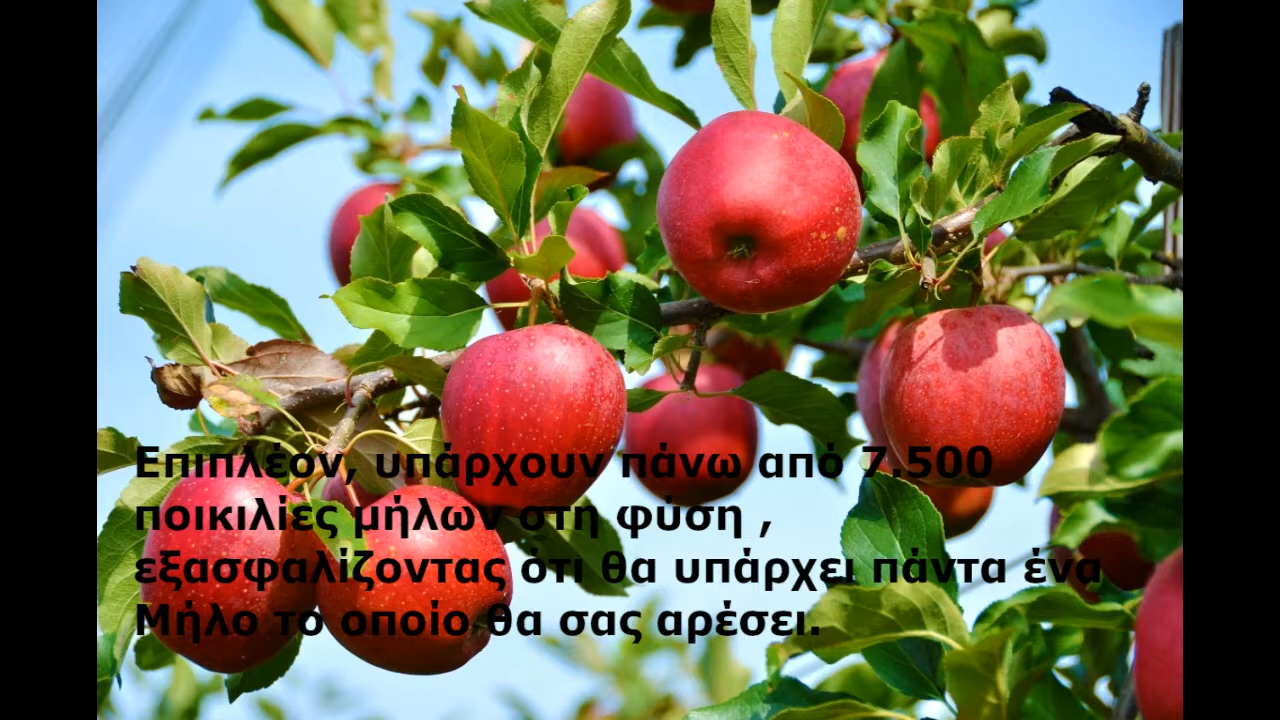 Επιπλέον, υπάρχουν πάνω από 7.500
ποικιλίες μήλων στη φύση ,
εξασφαλίζοντας ότι θα υπάρχει πάντα ένα
Μήλο το οποίο θα σας αρέσει.